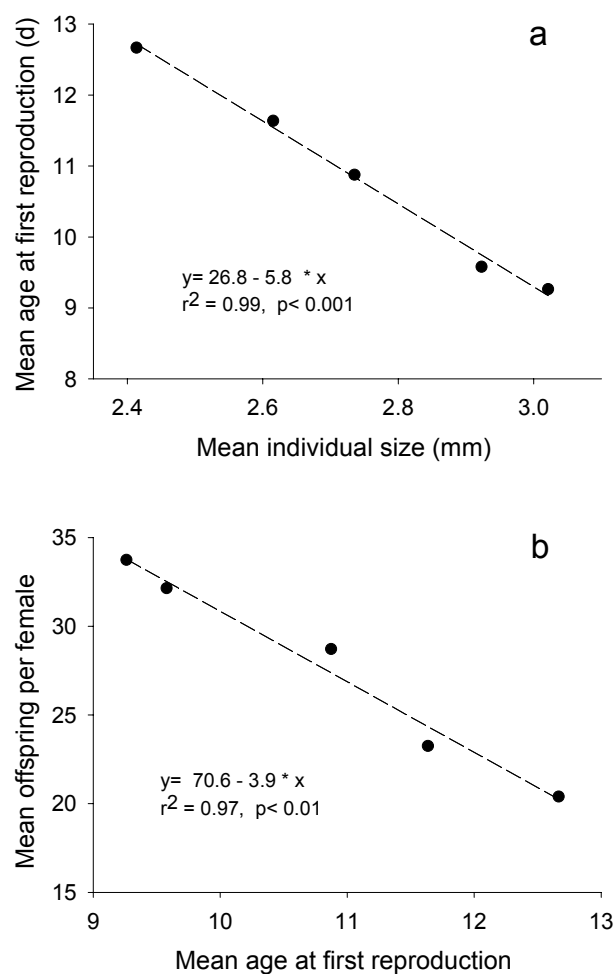 a
13
12
11
10
9
8
Mean age at first reproduction (d)
y= 26.8 - 5.8 * x
r² = 0.99, p< 0.001
2.4 2.6 2.8 3.0
Mean individual size (mm)
b
35
30
25
20
15
Mean offspring per female
y= 70.6 - 3.9 * x
r² = 0.97, p< 0.01
9 10 11 12 13
Mean age at first reproduction